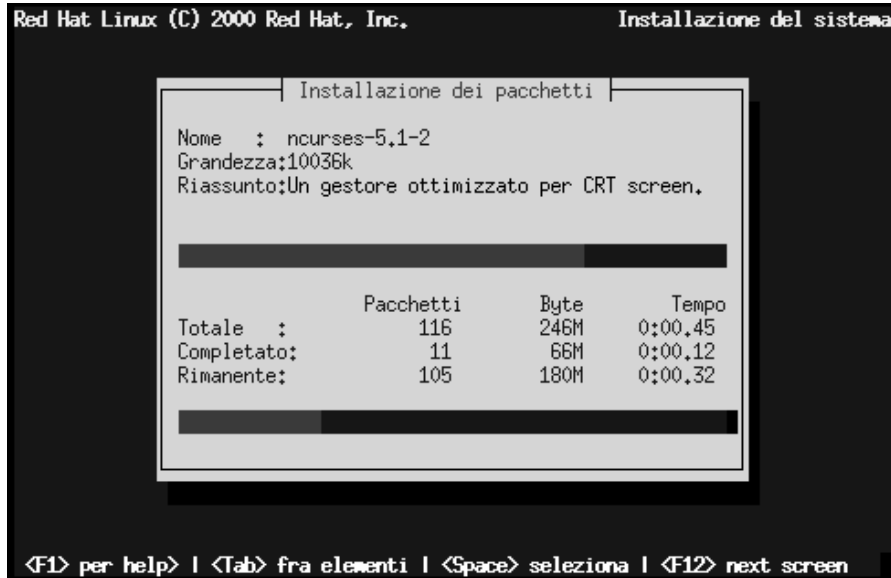 Red Hat Linux (C) 2000 Red Hat, Inc. Installazione del sistema
Installazione dei pacchetti
Nome : ncurses-5.1-2
Grandezza:10036k
Riassunto:Un gestore ottimizzato per CRT screen.
Pacchetti Byte Tempo
Totale : 116 246M 0:00.45
Completato: 11 66M 0:00.12
Rimanente: 105 180M 0:00.32
<F1> per help> | <Tab> fra elementi | <Space> seleziona | <F12> next screen